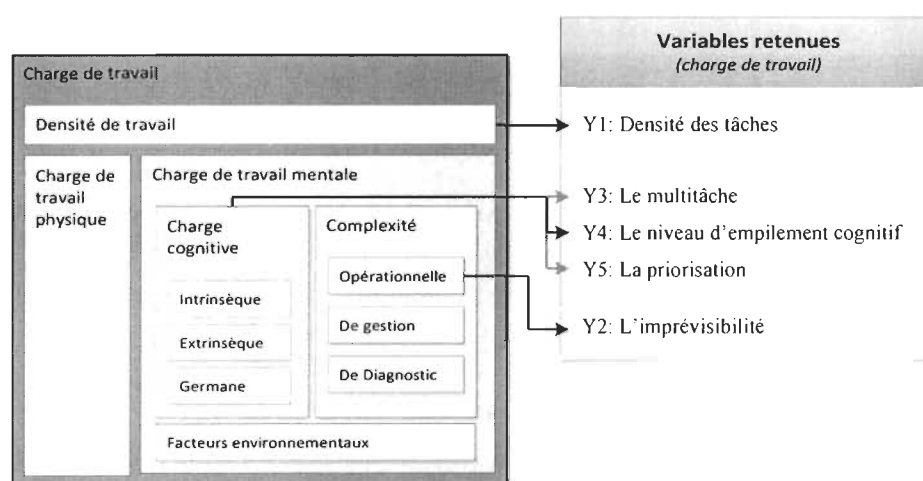 Charge de travail
Densité de travail
Charge de
travail
physique
Charge de travail mentale
Charge
cognitive
Intrinsèque
Extrinsèque
Germane
Complexité
Opérationnelle
De gestion
De Diagnostic
Facteurs environnementaux
Variables retenues
(charge de travail)
Y1: Densité des tâches
Y3: Le multitâche
Y4: Le niveau d'empilement cognitif
Y5: La priorisation
Y2: L'imprévisibilité